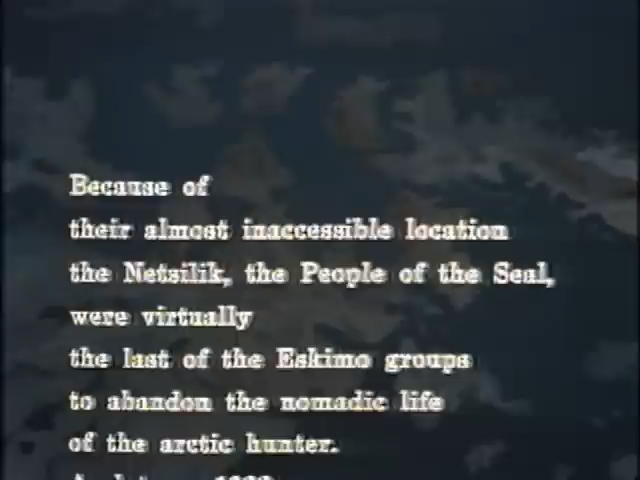 Because of
their almost inaccessible location
the Netsilik, the People of the Seal,
were virtually
the last of the Eskimo groups
to abandon the nomadic life
of the arctic hunter.